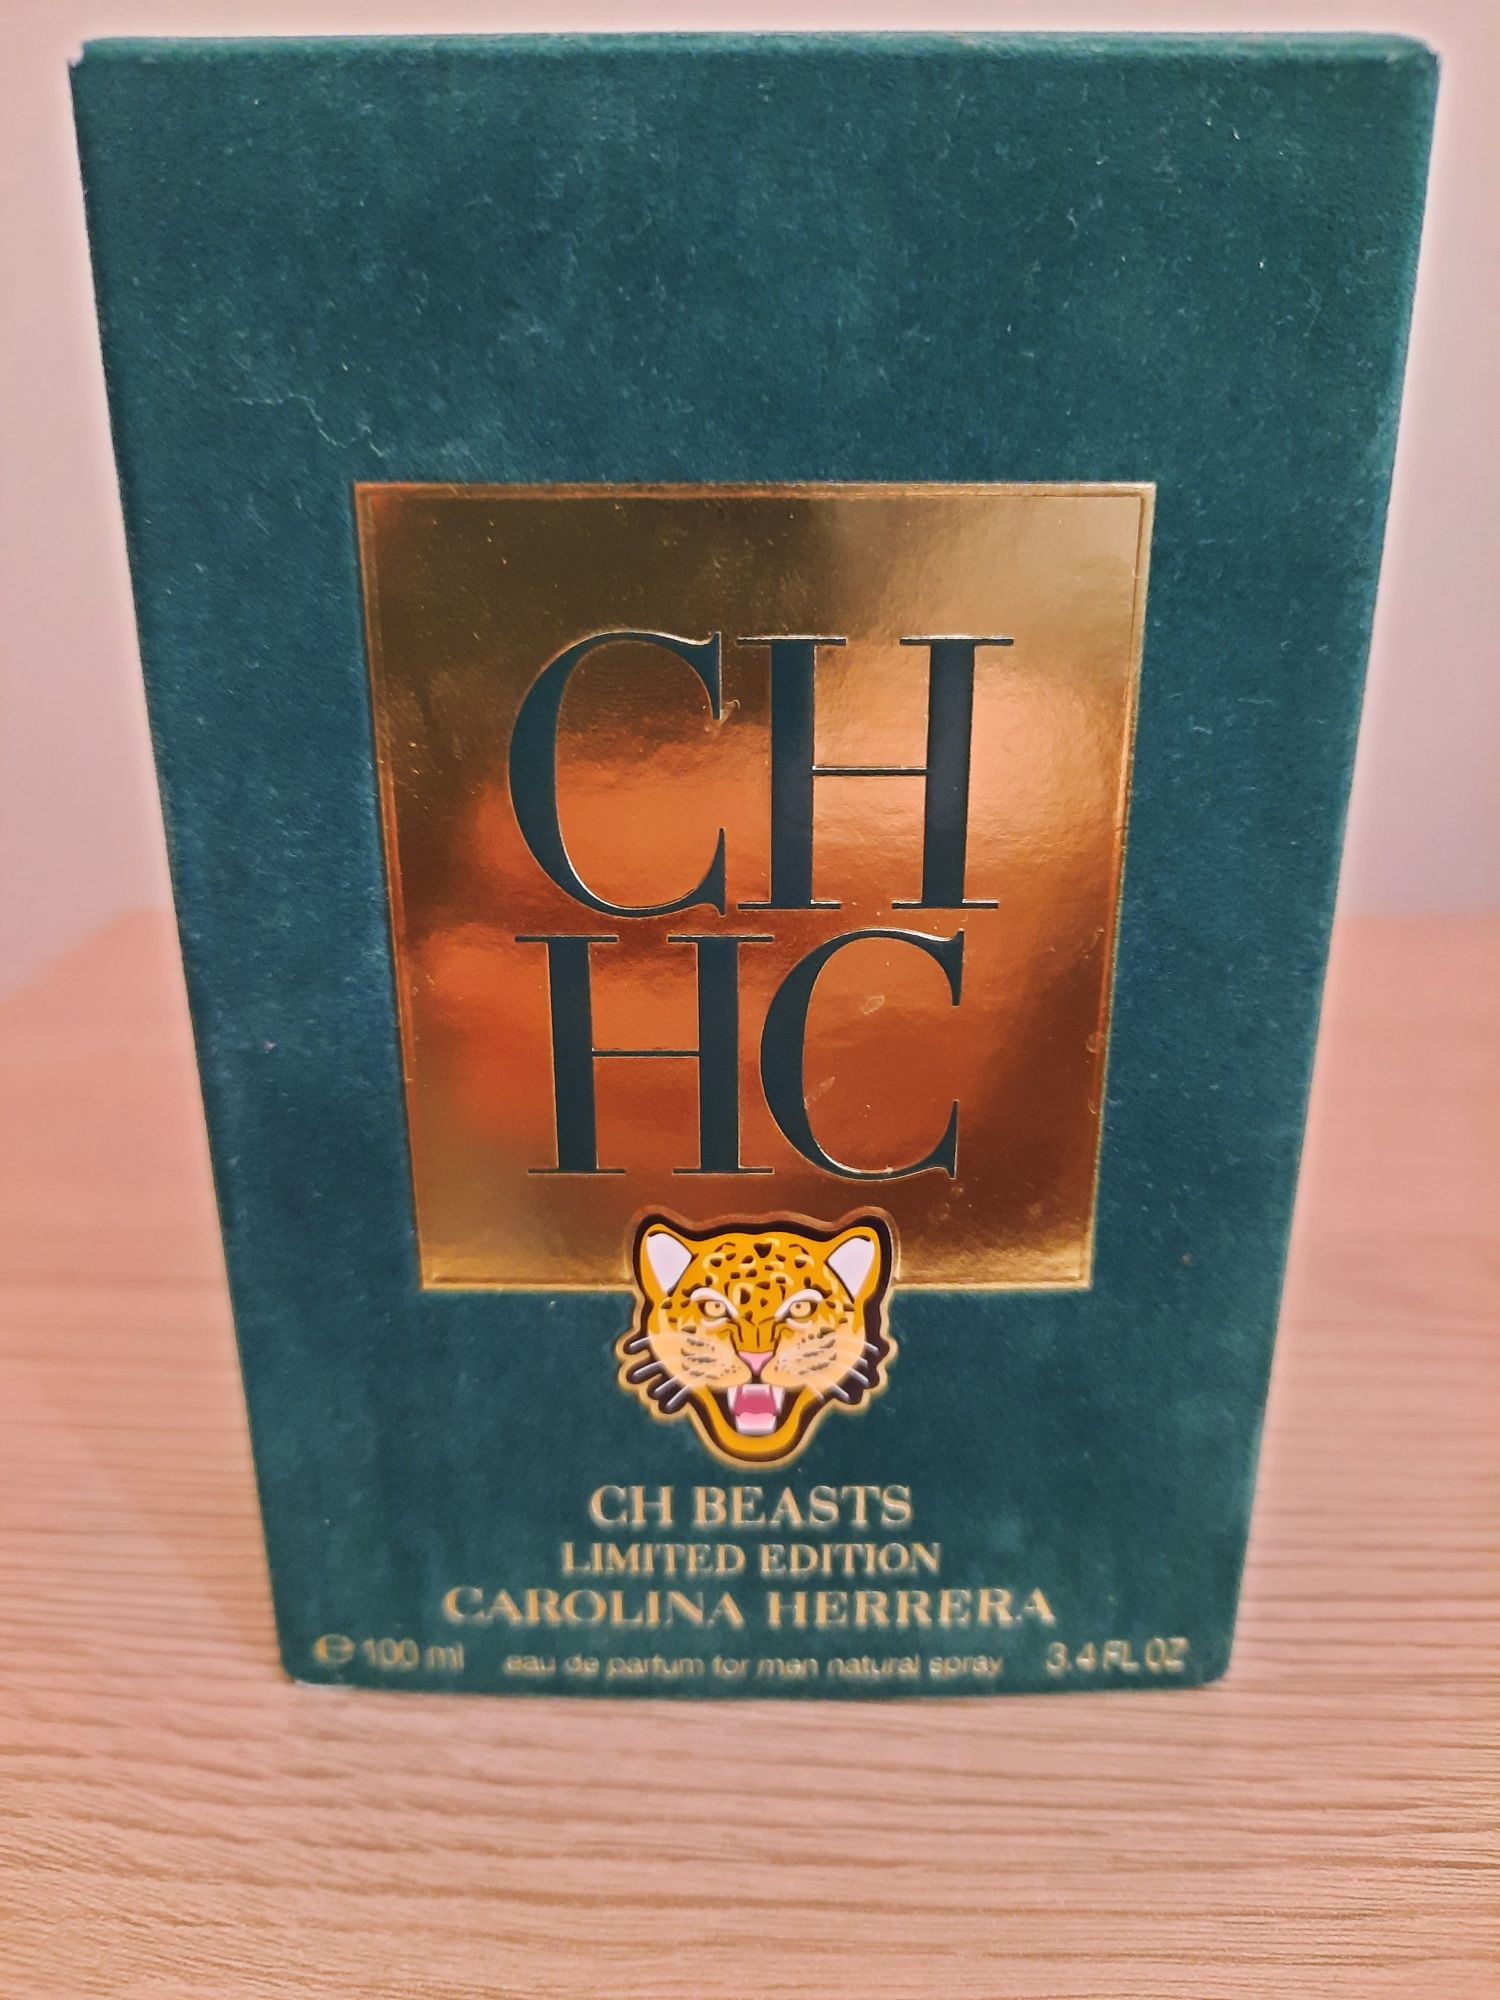 CH
HC
CH BEASTS
LIMITED EDITION
CAROLINA HERRERA
℮ 100 ml eau de parfum for men natural spray 3.4 FL OZ